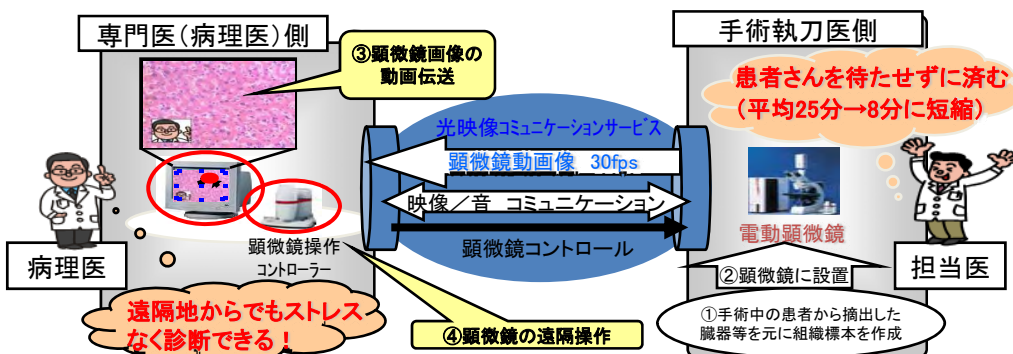 専門医（病理医）側
③顕微鏡画像の
動画伝送
病理医
顕微鏡操作
コントローラー
遠隔地からでもストレス
なく診断できる！
光映像コミュニケーションサービス
顕微鏡動画像 30fps
映像／音 コミュニケーション
顕微鏡コントロール
④顕微鏡の遠隔操作
手術執刀医側
患者さんを待たせずに済む
（平均25分→8分に短縮）
電動顕微鏡
②顕微鏡に設置
担当医
①手術中の患者から摘出した
臓器等を元に組織標本を作成